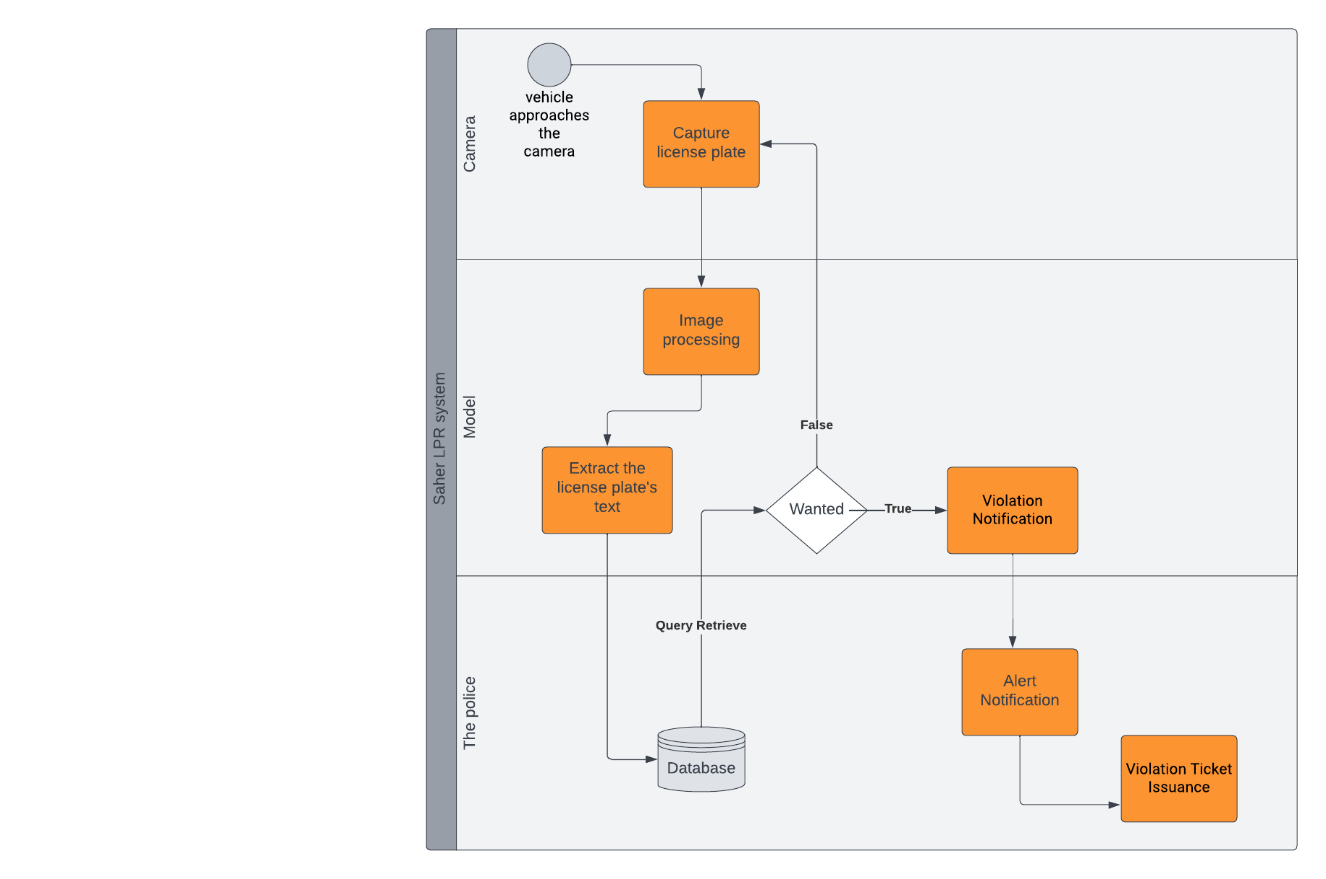 Saher LPR system
Camera
vehicle
approaches
the
camera
Capture
license plate
Model
Image
processing
False
Extract the
license plate's
text
Wanted
True
Violation
Notification
The police
Query Retrieve
Database
Alert
Notification
Violation Ticket
Issuance